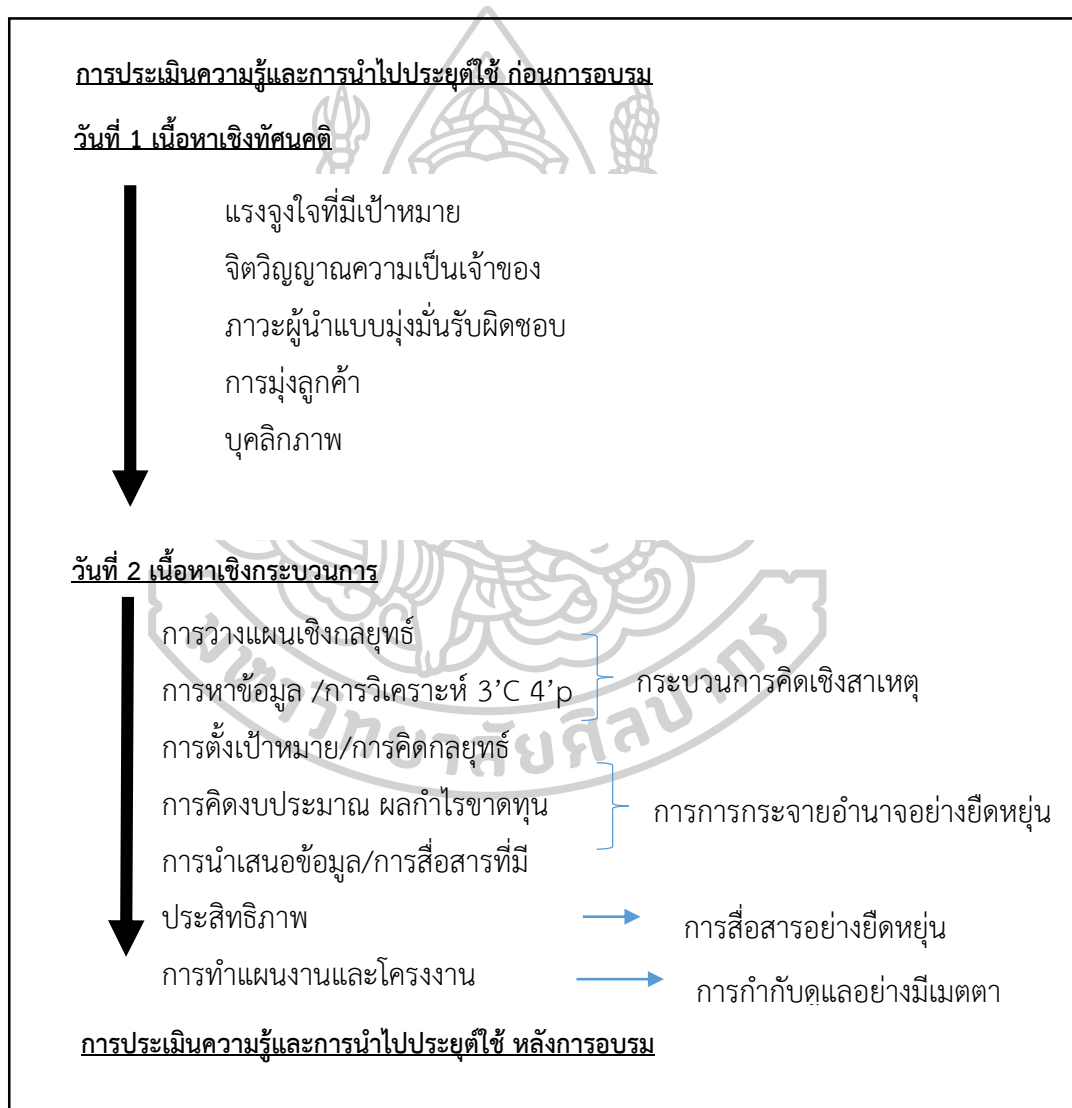 การประเมินความรู้และการนำไปประยุต์ใช้ ก่อนการอบรม
วันที่ 1 เนื้อหาเชิงทัศนคติ
แรงจูงใจที่มีเป้าหมาย
จิตวิญญาณความเป็นเจ้าของ
ภาวะผู้นำแบบมุ่งมั่นรับผิดชอบ
การมุ่งลูกค้า
บุคลิกภาพ
วันที่ 2 เนื้อหาเชิงกระบวนการ
การวางแผนเชิงกลยุทธ์
การหาข้อมูล /การวิเคราะห์ 3’C 4’p
กระบวนการคิดเชิงสาเหตุ
การตั้งเป้าหมาย/การคิดกลยุทธ์
การคิดงบประมาณ ผลกำไรขาดทุน
การการกระจายอำนาจอย่างยืดหยุ่น
การนำเสนอข้อมูล/การสื่อสารที่มี
ประสิทธิภาพ
การสื่อสารอย่างยืดหยุ่น
การทำแผนงานและโครงงาน
การกำกับดูแลอย่างมีเมตตา
การประเมินความรู้และการนำไปประยุต์ใช้ หลังการอบรม
มหาวิทยาลัยศิลปากร